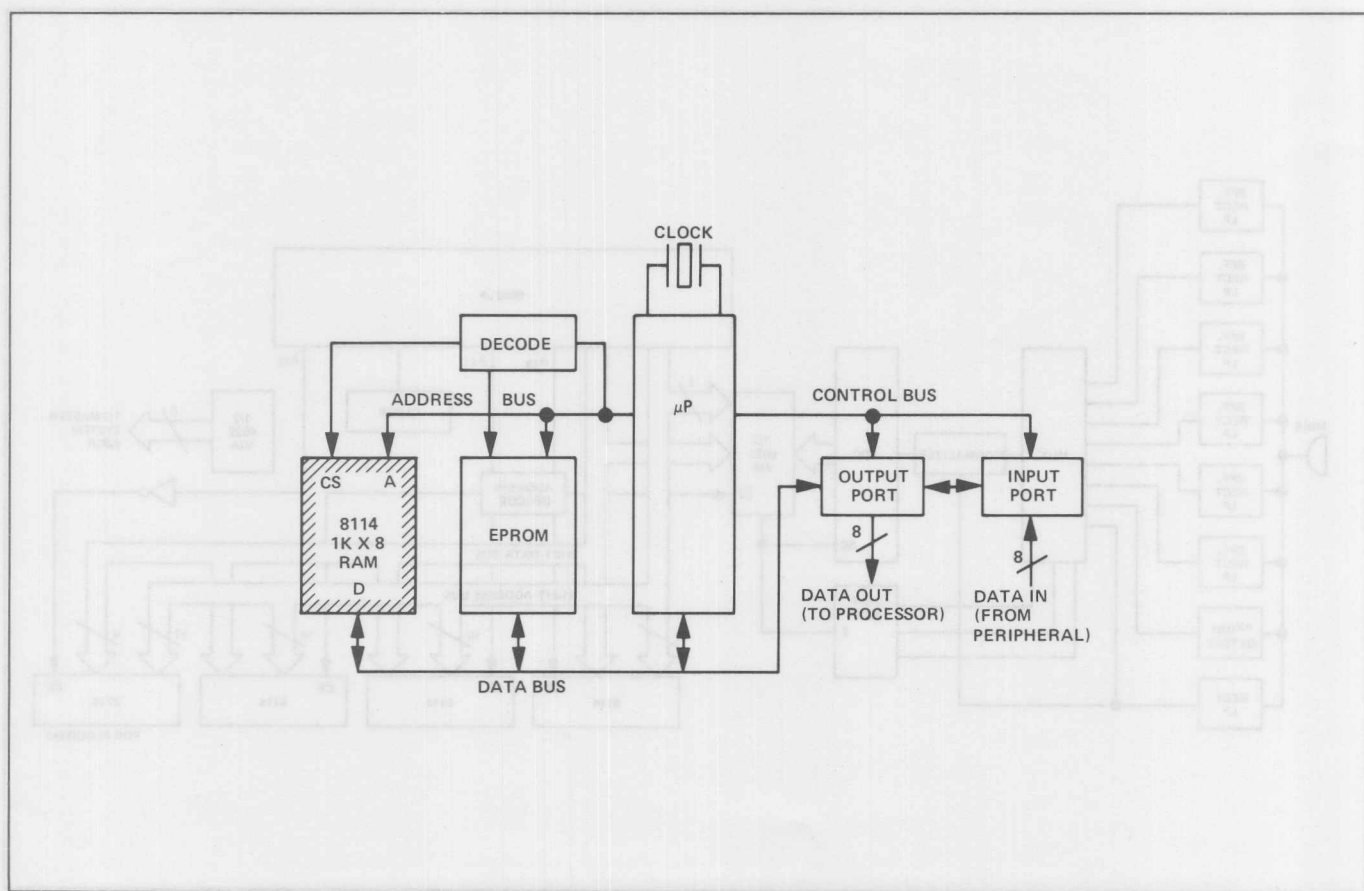 CLOCK
DECODE
ADDRESS BUS
µP
CONTROL BUS
CS A
8114
1K X 8
RAM
D
EPROM
OUTPUT
PORT
INPUT
PORT
8
8
DATA OUT
(TO PROCESSOR)
DATA IN
(FROM
PERIPHERAL)
DATA BUS